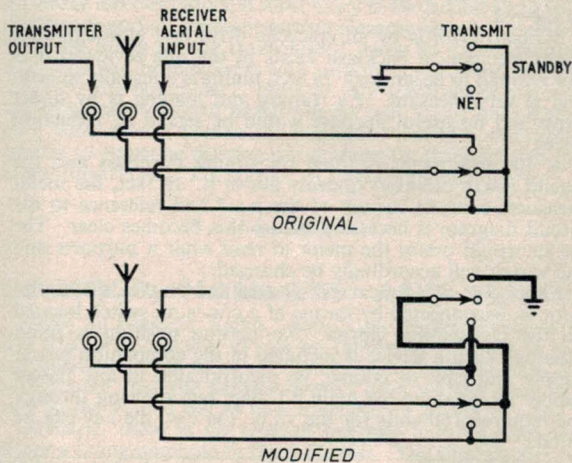 TRANSMITTER
OUTPUT
RECEIVER
AERIAL
INPUT
TRANSMIT
STANDBY
NET
ORIGINAL
MODIFIED